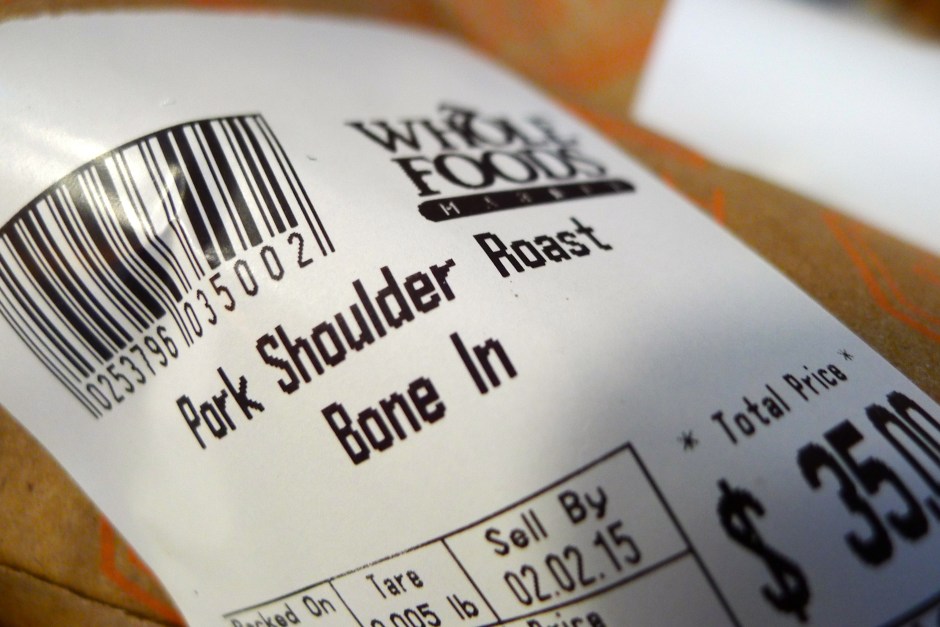 0253796 035002
WHOLE
FOODS
MARKET
Pork Shoulder Roast
Bone In
* Total Price *
$ 35.0
Sell By
02.02.15
Tare
.005 lb
Packed On
Price